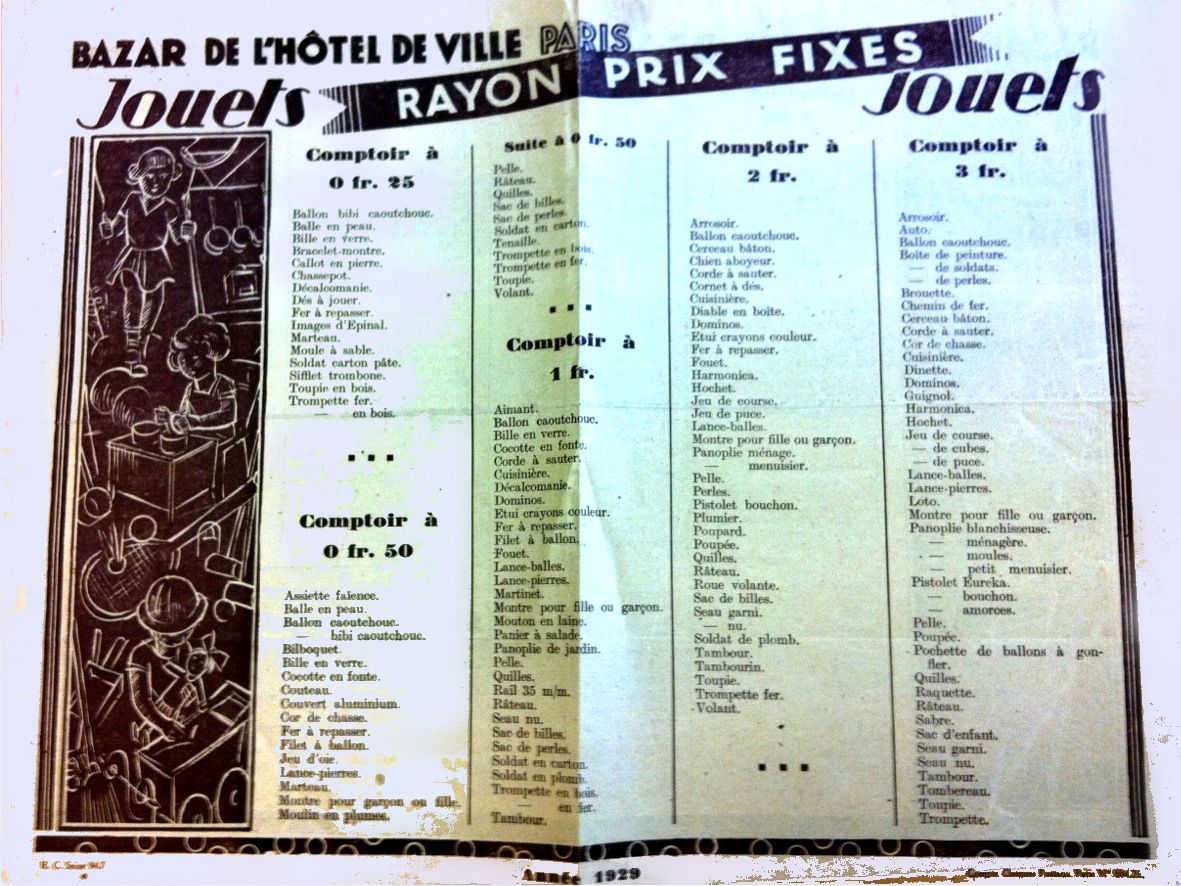 BAZAR DE L'HÔTEL DE VILLE PARIS
Jouets RAYON PRIX FIXES Jouets
Comptoir à
0 fr. 25
Ballon bibi caoutchouc.
Balle en peau.
Bille en verre.
Bracelet-montre.
Callot en pierre.
Chassepot.
Décalcomanie.
Dés à jouer.
Fer à repasser.
Images d'Epinal.
Marteau.
Moule à sable.
Soldat carton pâte.
Sifflet trombone.
Toupie en bois.
Trompette fer.
— en bois.
Comptoir à
0 fr. 50
Assiette faïence.
Balle en peau.
Ballon caoutchouc.
— bibi caoutchouc.
Bilboquet.
Bille en verre.
Cocotte en fonte.
Couteau.
Couvert aluminium.
Cor de chasse.
Fer à repasser.
Filet à ballon.
Jeu d'oie.
Lance-pierres.
Marteau.
Montre pour garçon ou fille.
Moulin en plumes.
Suite à 0 fr. 50
Pelle.
Râteau.
Quilles.
Sac de billes.
Sac de perles.
Soldat en carton.
Tenaille.
Trompette en bois.
Trompette en fer.
Toupie.
Volant.
Comptoir à
1 fr.
Aimant.
Ballon caoutchouc.
Bille en verre.
Cocotte en fonte.
Corde à sauter.
Cuisinière.
Décalcomanie.
Dominos.
Etui crayons couleur.
Fer à repasser.
Filet à ballon.
Fouet.
Lance-balles.
Lance-pierres.
Martinet.
Montre pour fille ou garçon.
Mouton en laine.
Panier à salade.
Panoplie de jardin.
Pelle.
Quilles.
Rail 35 m/m.
Râteau.
Seau nu.
Sac de billes.
Sac de perles.
Soldat en carton.
Soldat en plomb.
Trompette en bois.
— en fer.
Tambour.
Comptoir à
2 fr.
Arrosoir.
Ballon caoutchouc.
Cerceau bâton.
Chien aboyeur.
Corde à sauter.
Cornet à dés.
Cuisinière.
Diable en boîte.
Dominos.
Etui crayons couleur.
Fer à repasser.
Fouet.
Harmonica.
Hochet.
Jeu de course.
Jeu de puce.
Lance-balles.
Montre pour fille ou garçon.
Panoplie ménage.
— menuisier.
Pelle.
Perles.
Pistolet bouchon.
Plumier.
Poupard.
Poupée.
Quilles.
Râteau.
Roue volante.
Sac de billes.
Seau garni.
— nu.
Soldat de plomb.
Tambour.
Tambourin.
Toupie.
Trompette fer.
Volant.
Comptoir à
3 fr.
Arrosoir.
Auto.
Ballon caoutchouc.
Boîte de peinture.
— de soldats.
— de perles.
Brouette.
Chemin de fer.
Cerceau bâton.
Corde à sauter.
Cor de chasse.
Cuisinière.
Dinette.
Dominos.
Guignol.
Harmonica.
Hochet.
Jeu de course.
— de cubes.
— de puce.
Lance-balles.
Lance-pierres.
Loto.
Montre pour fille ou garçon.
Panoplie blanchisseuse.
— ménagère.
— moules.
— petit menuisier.
Pistolet Eureka.
— bouchon.
— amorces.
Pelle.
Poupée.
Pochette de ballons à gon-
fler.
Quilles.
Raquette.
Râteau.
Sabre.
Sac d'enfant.
Seau garni.
Seau nu.
Tambour.
Tombereau.
Toupie.
Trompette.
R. C. Seine
Année 1929